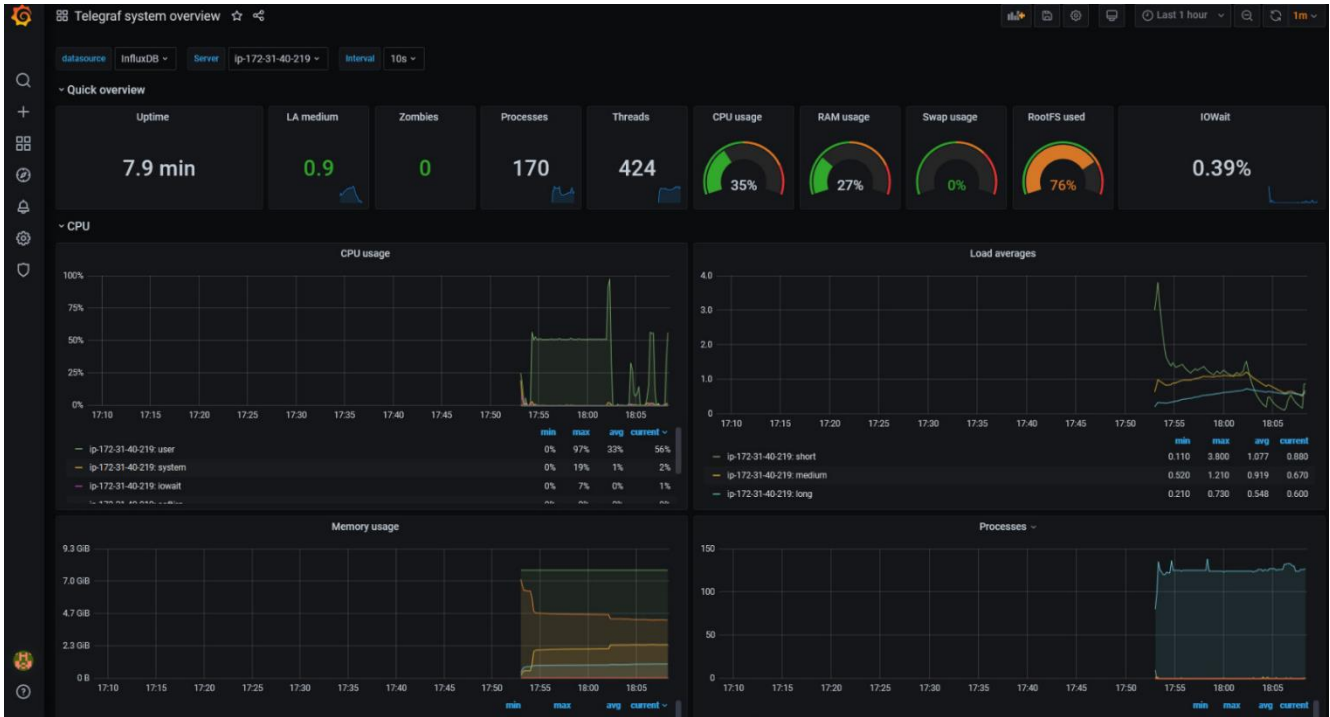 Telegraf system overview
Last 1 hour
1m
datasource InfluxDB Server ip-172-31-40-219 Interval 10s
Quick overview
Uptime LA medium Zombies Processes Threads CPU usage RAM usage Swap usage RootFS used IOWait
7.9 min 0.9 0 170 424 35% 27% 0% 76% 0.39%
CPU
CPU usage
100%
75%
50%
25%
0%
17:10 17:15 17:20 17:25 17:30 17:35 17:40 17:45 17:50 17:55 18:00 18:05
min max avg current
ip-172-31-40-219: user 0% 97% 33% 56%
ip-172-31-40-219: system 0% 19% 1% 2%
ip-172-31-40-219: iowait 0% 7% 0% 1%
Load averages
4.0
3.0
2.0
1.0
0
17:10 17:15 17:20 17:25 17:30 17:35 17:40 17:45 17:50 17:55 18:00 18:05
min max avg current
ip-172-31-40-219: short 0.110 3.800 1.077 0.880
ip-172-31-40-219: medium 0.520 1.210 0.919 0.670
ip-172-31-40-219: long 0.210 0.730 0.548 0.600
Memory usage
9.3 GiB
7.0 GiB
4.7 GiB
2.3 GiB
0 B
17:10 17:15 17:20 17:25 17:30 17:35 17:40 17:45 17:50 17:55 18:00 18:05
min max avg current
Processes
150
100
50
0
17:10 17:15 17:20 17:25 17:30 17:35 17:40 17:45 17:50 17:55 18:00 18:05
min max avg current